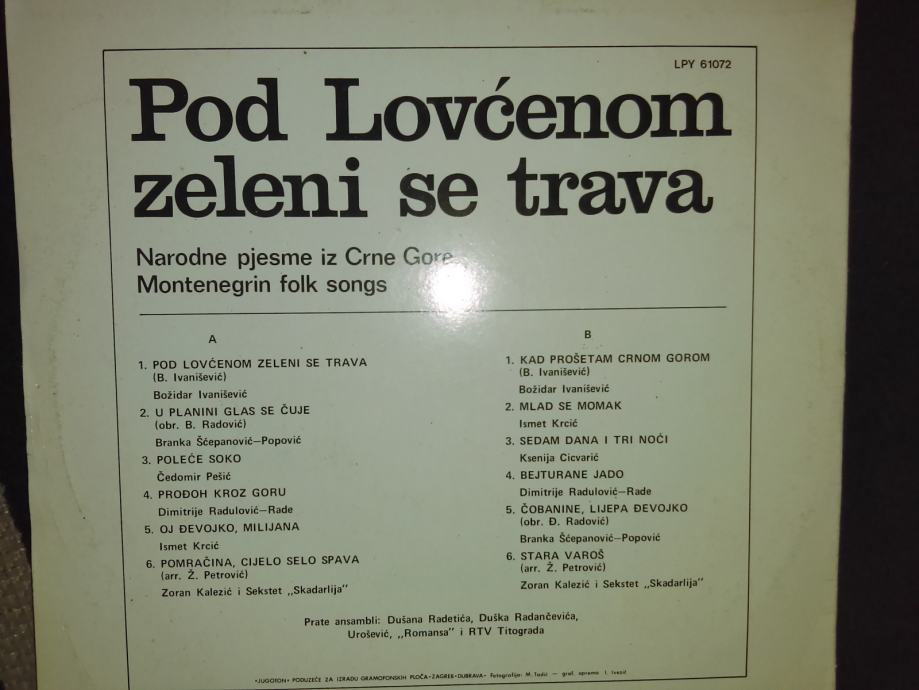 LPY 61072
Pod Lovćenom
zeleni se trava
Narodne pjesme iz Crne Gore
Montenegrin folk songs
A
1. POD LOVĆENOM ZELENI SE TRAVA
(B. Ivanišević)
Božidar Ivanišević
2. U PLANINI GLAS SE ČUJE
(obr. B. Radović)
Branka Šćepanović—Popović
3. POLEĆE SOKO
Čedomir Pešić
4. PROĐOH KROZ GORU
Dimitrije Radulović—Rade
5. OJ ĐEVOJKO, MILIJANA
Ismet Krcić
6. POMRAČINA, CIJELO SELO SPAVA
(arr. Ž. Petrović)
Zoran Kalezić i Sekstet „Skadarlija"
B
1. KAD PROŠETAM CRNOM GOROM
(B. Ivanišević)
Božidar Ivanišević
2. MLAD SE MOMAK
Ismet Krcić
3. SEDAM DANA I TRI NOĆI
Ksenija Cicvarić
4. BEJTURANE JADO
Dimitrije Radulović—Rade
5. ČOBANINE, LIJEPA ĐEVOJKO
(obr. Đ. Radović)
Branka Šćepanović—Popović
6. STARA VAROŠ
(arr. Ž. Petrović)
Zoran Kalezić i Sekstet „Skadarlija"
Prate ansambli: Dušana Radetića, Duška Radančevića,
Urošević, „Romansa" i RTV Titograda
•JUGOTON• PODUZEĆE ZA IZRADU GRAMOFONSKIH PLOČA•ZAGREB•DUBRAVA• Fotografije: M. Tadić — graf. oprema I. Ivezić